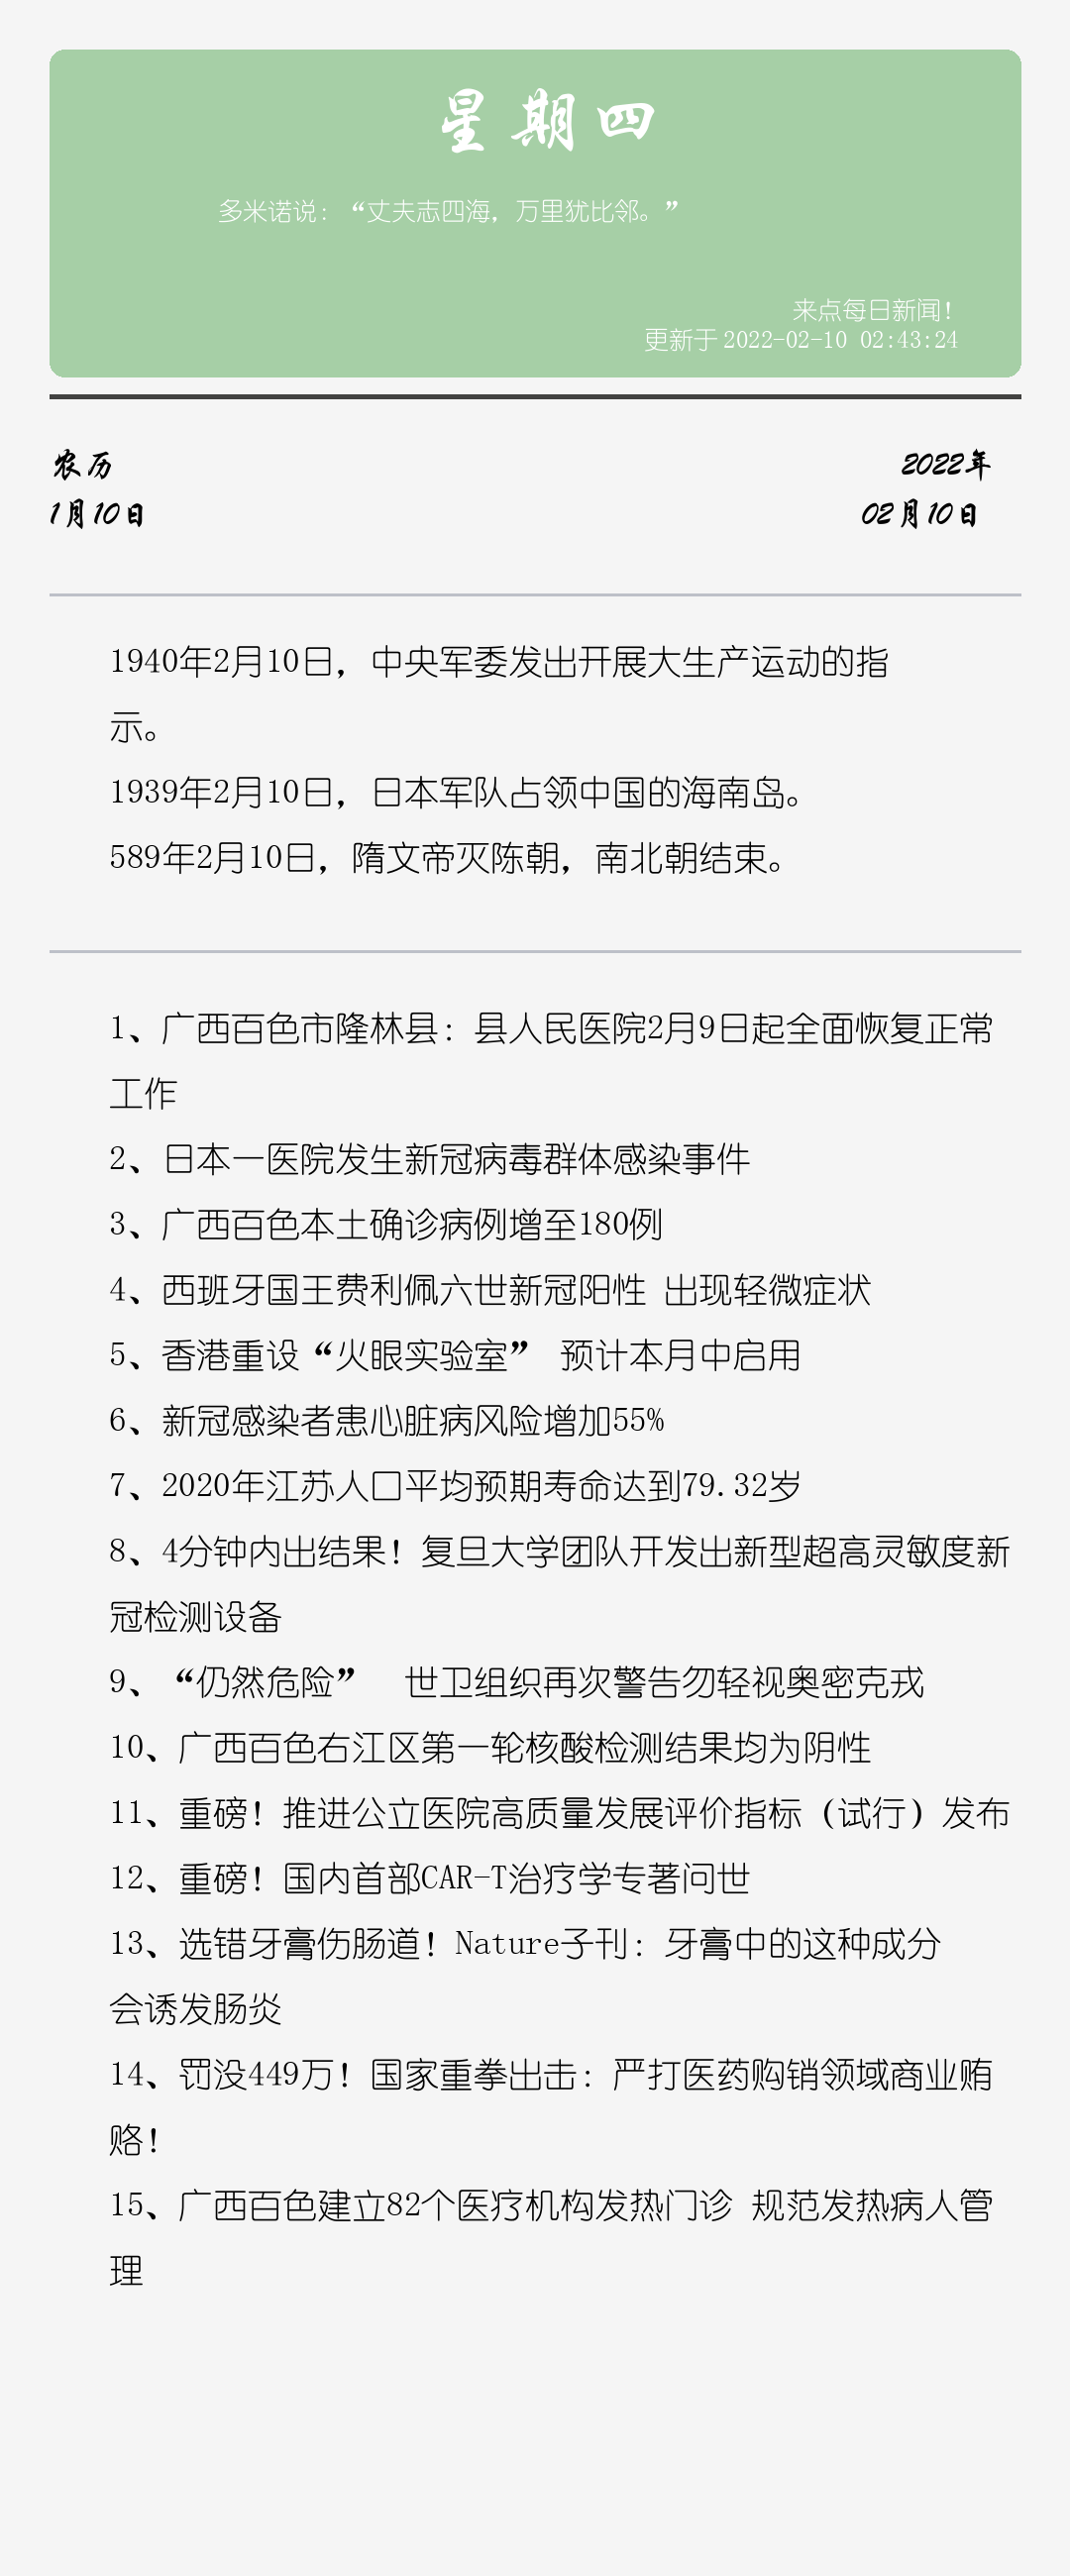 星期四
多米诺说：“丈夫志四海，万里犹比邻。”
来点每日新闻！
更新于 2022-02-10 02:43:24
农历
2022年
1月10日
02月10日
1940年2月10日，中央军委发出开展大生产运动的指
示。
1939年2月10日，日本军队占领中国的海南岛。
589年2月10日，隋文帝灭陈朝，南北朝结束。
1、广西百色市隆林县：县人民医院2月9日起全面恢复正常
工作
2、日本一医院发生新冠病毒群体感染事件
3、广西百色本土确诊病例增至180例
4、西班牙国王费利佩六世新冠阳性 出现轻微症状
5、香港重设“火眼实验室” 预计本月中启用
6、新冠感染者患心脏病风险增加55%
7、2020年江苏人口平均预期寿命达到79.32岁
8、4分钟内出结果！复旦大学团队开发出新型超高灵敏度新
冠检测设备
9、“仍然危险”  世卫组织再次警告勿轻视奥密克戎
10、广西百色右江区第一轮核酸检测结果均为阴性
11、重磅！推进公立医院高质量发展评价指标（试行）发布
12、重磅！国内首部CAR-T治疗学专著问世
13、选错牙膏伤肠道！Nature子刊：牙膏中的这种成分
会诱发肠炎
14、罚没449万！国家重拳出击：严打医药购销领域商业贿
赂！
15、广西百色建立82个医疗机构发热门诊 规范发热病人管
理